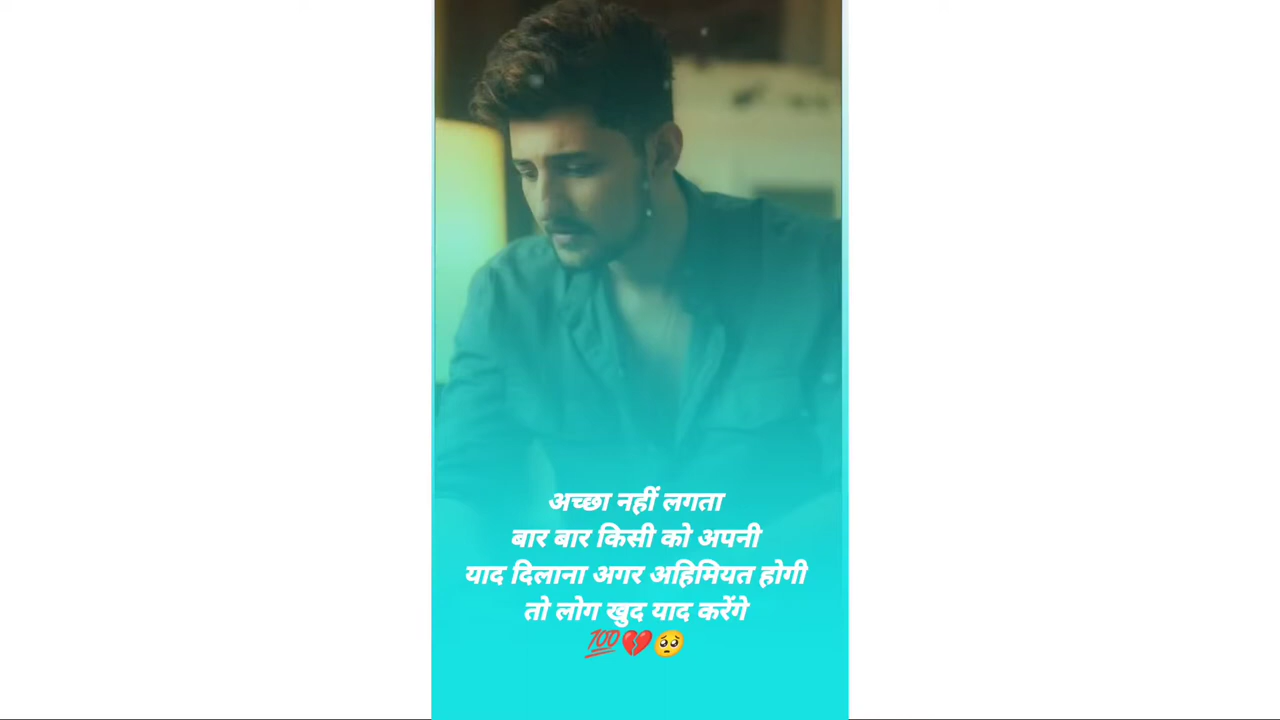 अच्छा नहीं लगता
बार बार किसी को अपनी
याद दिलाना अगर अहिमियत होगी
तो लोग खुद याद करेंगे
💯💔🥺